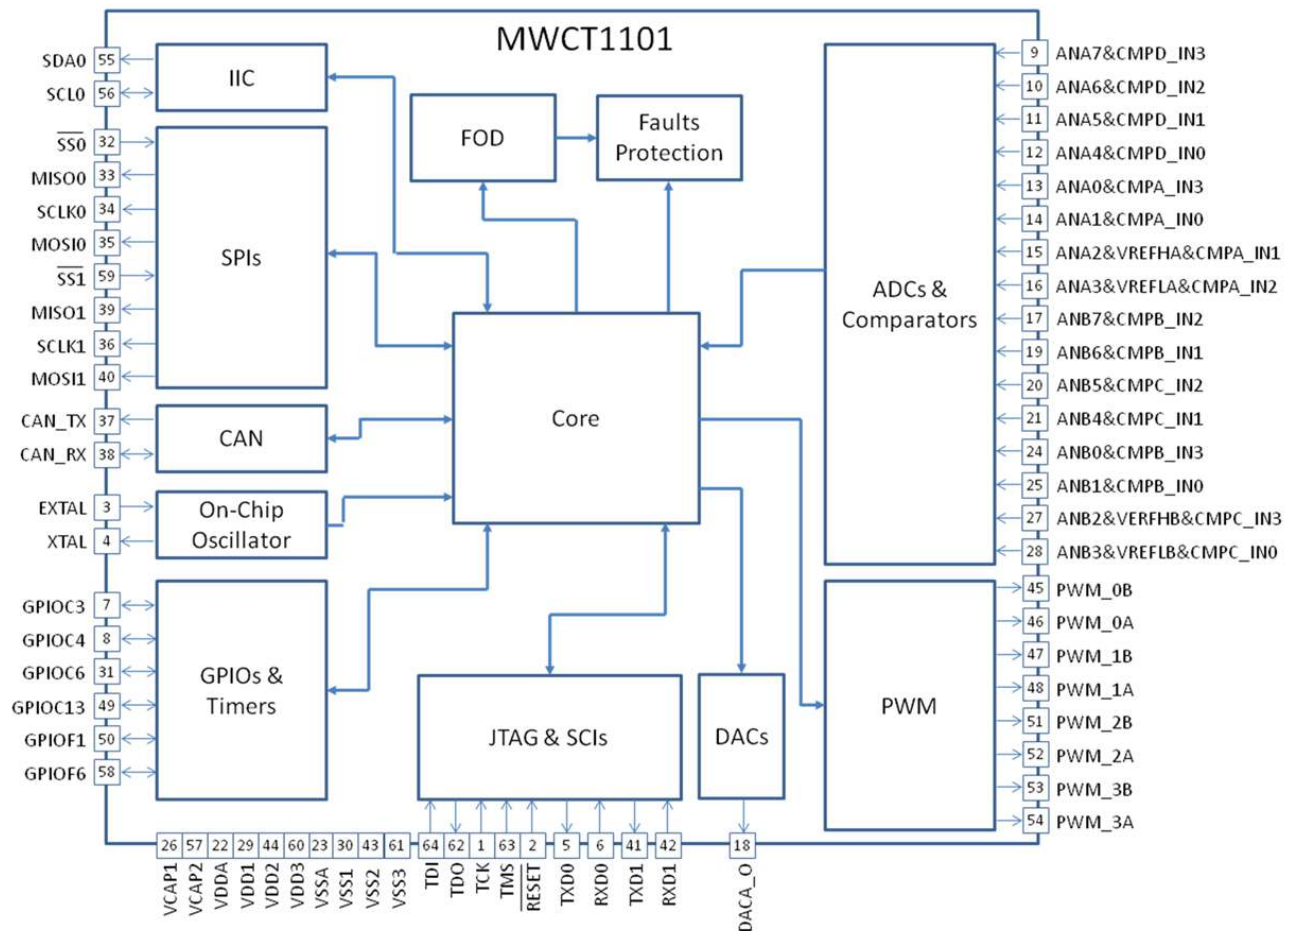 MWCT1101
SDA0 55
SCL0 56
SS0 32
MISO0 33
SCLK0 34
MOSI0 35
SS1 59
MISO1 39
SCLK1 36
MOSI1 40
CAN_TX 37
CAN_RX 38
EXTAL 3
XTAL 4
GPIOC3 7
GPIOC4 8
GPIOC6 31
GPIOC13 49
GPIOF1 50
GPIOF6 58
IIC
SPIs
CAN
On-Chip
Oscillator
GPIOs &
Timers
FOD
Faults
Protection
Core
JTAG & SCIs
DACs
ADCs &
Comparators
PWM
9 ANA7&CMPD_IN3
10 ANA6&CMPD_IN2
11 ANA5&CMPD_IN1
12 ANA4&CMPD_IN0
13 ANA0&CMPA_IN3
14 ANA1&CMPA_IN0
15 ANA2&VREFHA&CMPA_IN1
16 ANA3&VREFLA&CMPA_IN2
17 ANB7&CMPB_IN2
19 ANB6&CMPB_IN1
20 ANB5&CMPC_IN2
21 ANB4&CMPC_IN1
24 ANB0&CMPB_IN3
25 ANB1&CMPB_IN0
27 ANB2&VERFHB&CMPC_IN3
28 ANB3&VREFLB&CMPC_IN0
45 PWM_0B
46 PWM_0A
47 PWM_1B
48 PWM_1A
51 PWM_2B
52 PWM_2A
53 PWM_3B
54 PWM_3A
26 VCAP1
57 VCAP2
22 VDDA
29 VDD1
44 VDD2
60 VDD3
23 VSSA
30 VSS1
43 VSS2
61 VSS3
64 TDI
62 TDO
1 TCK
63 TMS
2 RESET
5 TXD0
6 RXD0
41 TXD1
42 RXD1
18 DACA_O